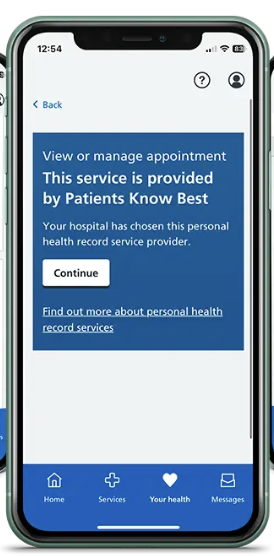 12:54
83
?
Back
View or manage appointment
This service is provided
by Patients Know Best
Your hospital has chosen this personal
health record service provider.
Continue
Find out more about personal health
record services
Home
Services
Your health
Messages